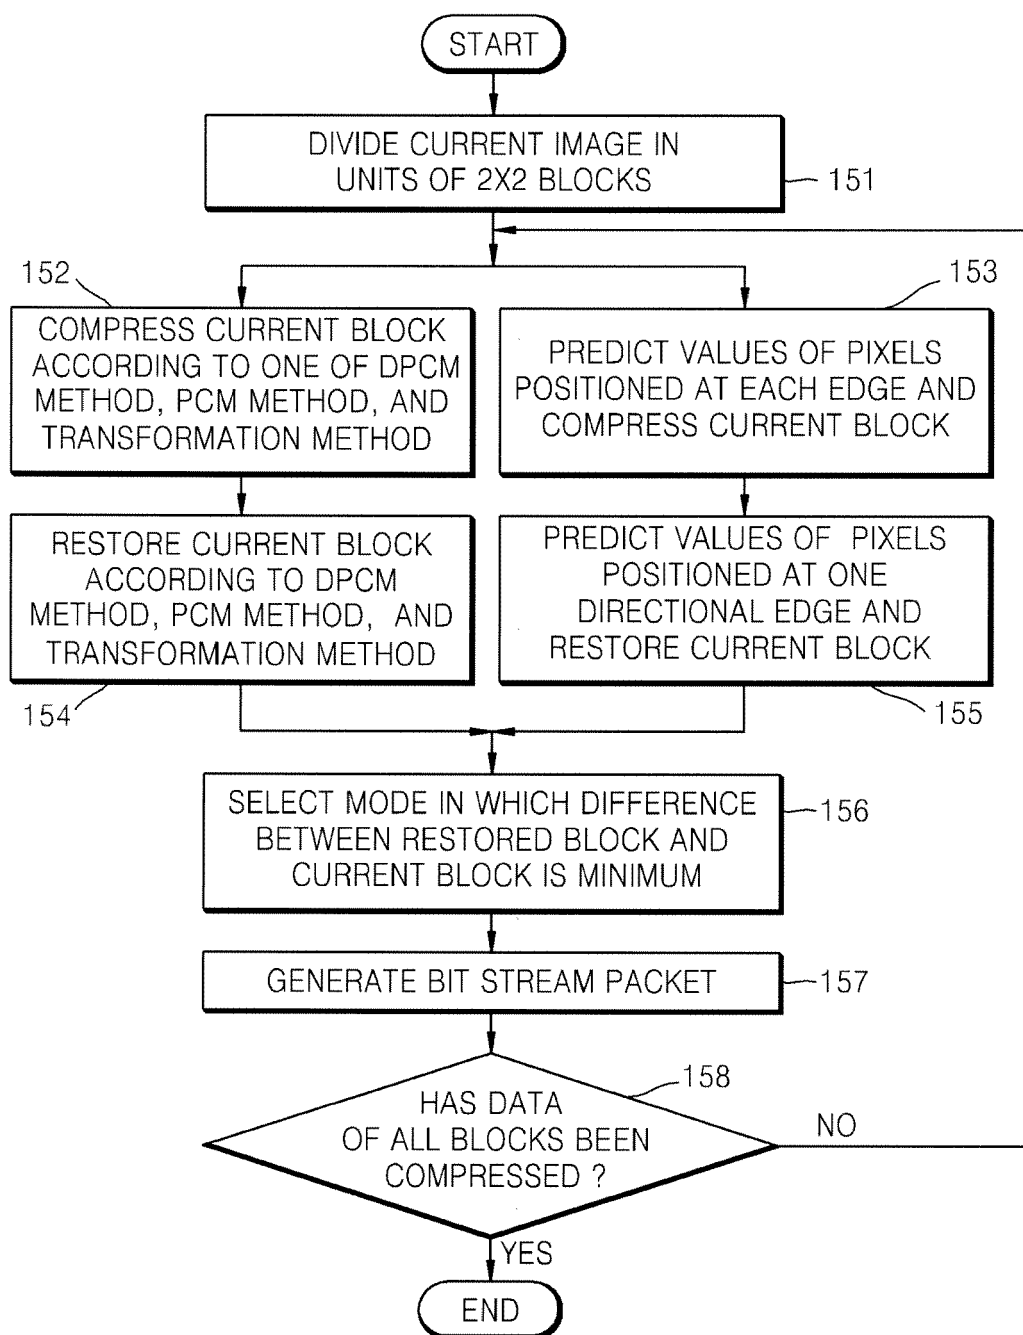 START
DIVIDE CURRENT IMAGE IN
UNITS OF 2X2 BLOCKS
151
152
COMPRESS CURRENT BLOCK
ACCORDING TO ONE OF DPCM
METHOD, PCM METHOD, AND
TRANSFORMATION METHOD
153
PREDICT VALUES OF PIXELS
POSITIONED AT EACH EDGE AND
COMPRESS CURRENT BLOCK
RESTORE CURRENT BLOCK
ACCORDING TO DPCM
METHOD, PCM METHOD, AND
TRANSFORMATION METHOD
154
PREDICT VALUES OF PIXELS
POSITIONED AT ONE
DIRECTIONAL EDGE AND
RESTORE CURRENT BLOCK
155
SELECT MODE IN WHICH DIFFERENCE
BETWEEN RESTORED BLOCK AND
CURRENT BLOCK IS MINIMUM
156
GENERATE BIT STREAM PACKET
157
158
HAS DATA
OF ALL BLOCKS BEEN
COMPRESSED ?
NO
YES
END